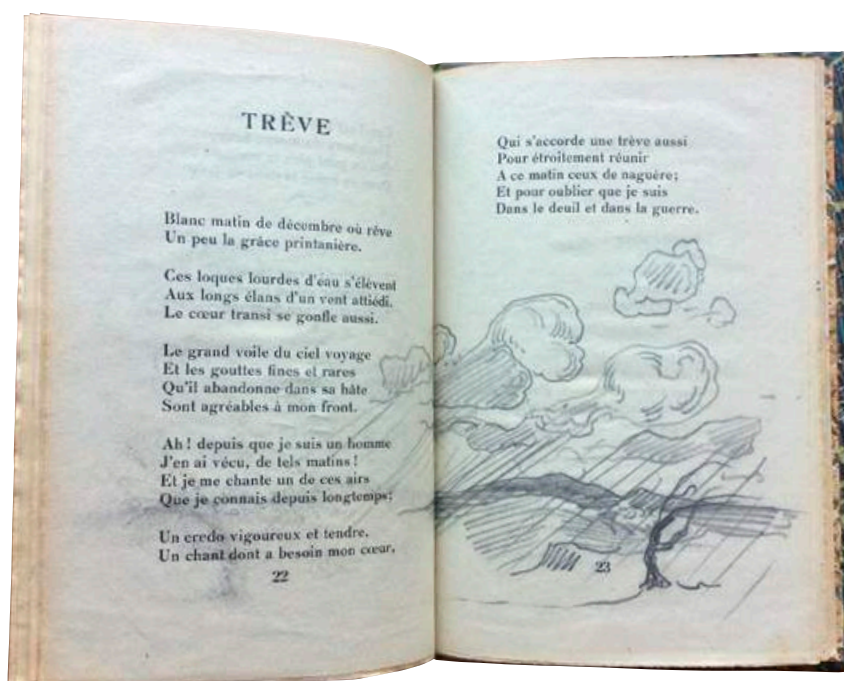 TRÈVE
Blanc matin de décembre où rêve
Un peu la grâce printanière.
Ces loques lourdes d'eau s'élèvent
Aux longs élans d'un vent attiédi.
Le cœur transi se gonfle aussi.
Le grand voile du ciel voyage
Et les gouttes fines et rares
Qu'il abandonne dans sa hâte
Sont agréables à mon front.
Ah ! depuis que je suis un homme
J'en ai vécu, de tels matins !
Et je me chante un de ces airs
Que je connais depuis longtemps;
Un credo vigoureux et tendre,
Un chant dont a besoin mon cœur,
22
Qui s'accorde une trève aussi
Pour étroitement réunir
A ce matin ceux de naguère;
Et pour oublier que je suis
Dans le deuil et dans la guerre.
23